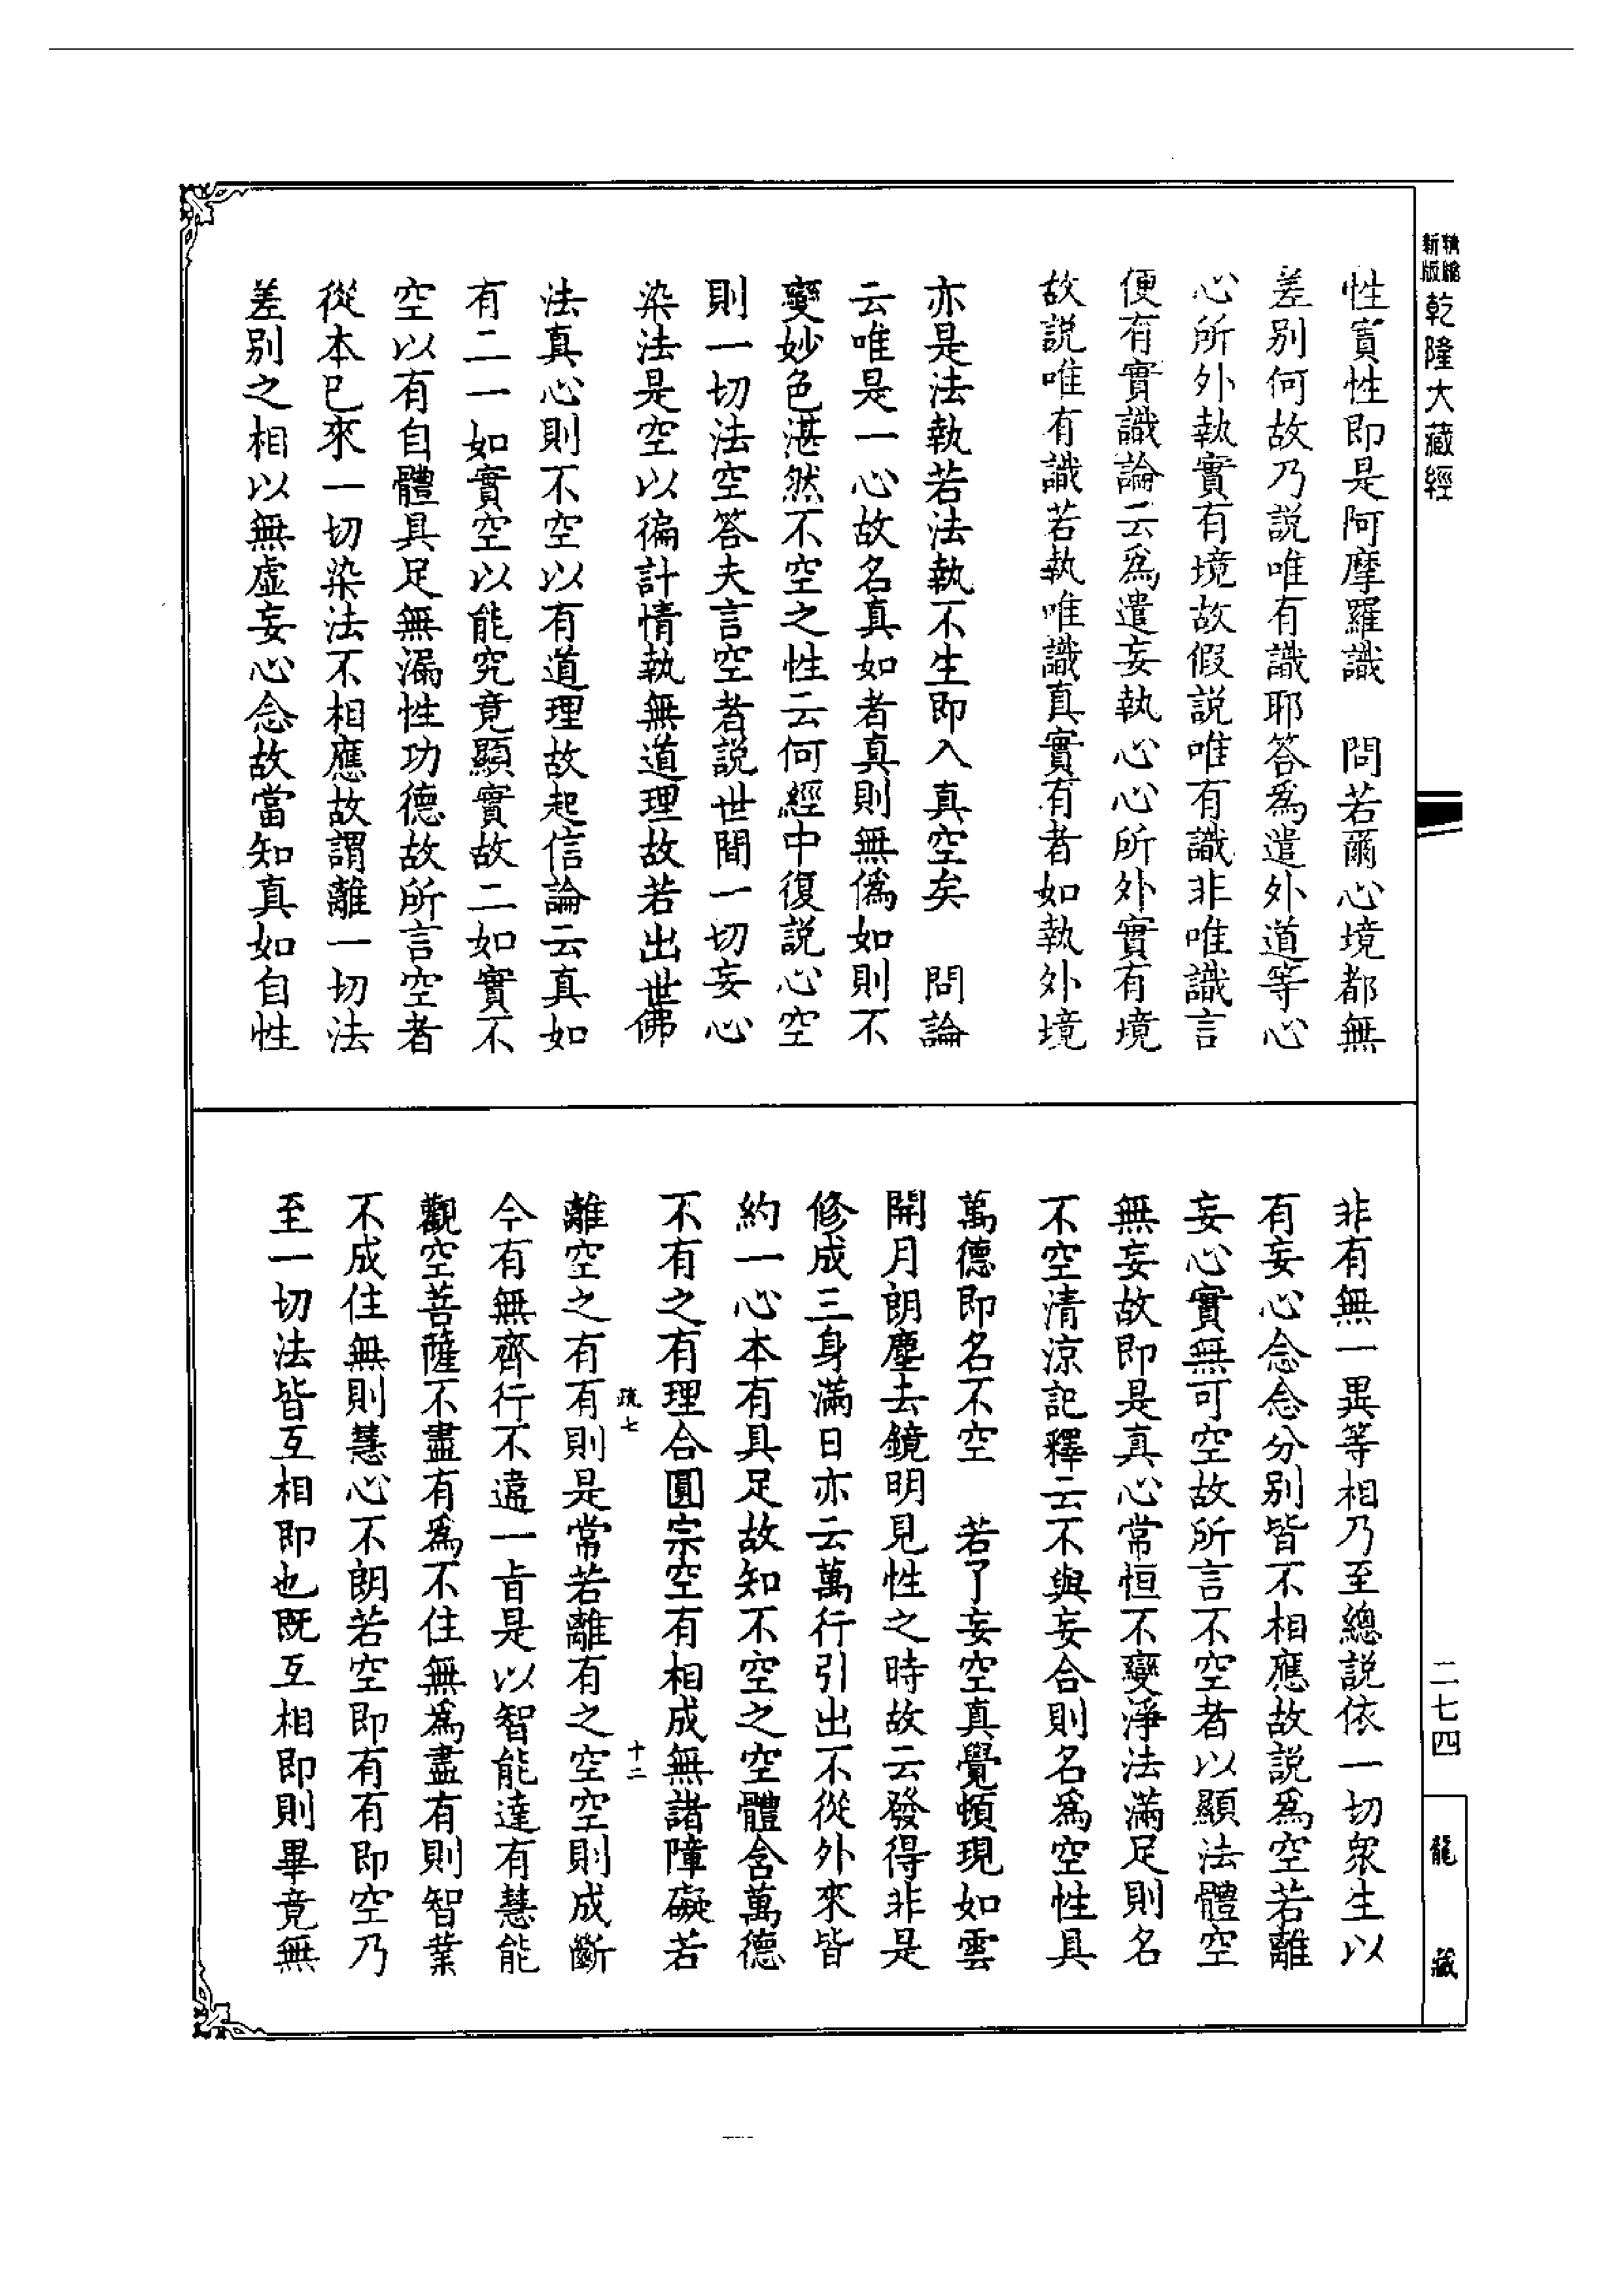 精縮新版乾隆大藏經
性實性即是阿摩羅識　問若爾心境都無
差別何故乃說唯有識耶答爲遣外道等心
心所外執實有境故假說唯有識非唯識言
便有實識論云爲遣妄執心心所外實有境
故說唯有識若執唯識真實有者如執外境
亦是法執若法執不生即入真空矣　問論
云唯是一心故名真如者真則無僞如則不
變妙色湛然不空之性云何經中復說心空
則一切法空答夫言空者說世間一切妄心
染法是空以徧計情執無道理故若出世佛
法真心則不空以有道理故起信論云真如
有二一如實空以能究竟顯實故二如實不
空以有自體具足無漏性功德故所言空者
從本已來一切染法不相應故謂離一切法
差別之相以無虛妄心念故當知真如自性
非有無一異等相乃至總說依一切眾生以
有妄心念念分別皆不相應故說爲空若離
妄心實無可空故所言不空者以顯法體空
無妄故即是真心常恒不變淨法滿足則名
不空清涼記釋云不與妄合則名爲空性具
萬德即名不空　若了妄空真覺頓現如雲
開月朗塵去鏡明見性之時故云發得非是
修成三身滿日亦云萬行引出不從外來皆
約一心本有具足故知不空之空體含萬德
不有之有理合圓宗空有相成無諸障礙若
離空之有有則是常若離有之空空則成斷
今有無齊行不違一旨是以智能達有慧能
觀空菩薩不盡有爲不住無爲盡有則智業
不成住無則慧心不朗若空即有有即空乃
至一切法皆互相即也既互相即則畢竟無
疏七
十二
二七四
龍藏